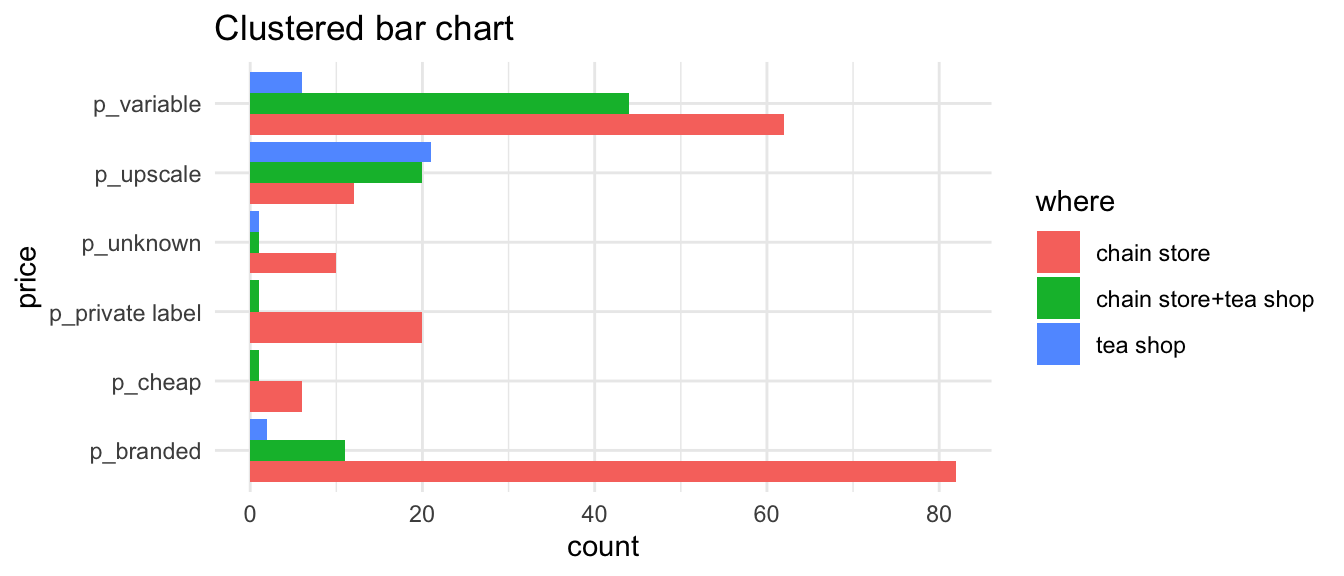 Clustered bar chart
price
p_variable
p_upscale
p_unknown
p_private label
p_cheap
p_branded
0 20 40 60 80
count
where
chain store
chain store+tea shop
tea shop